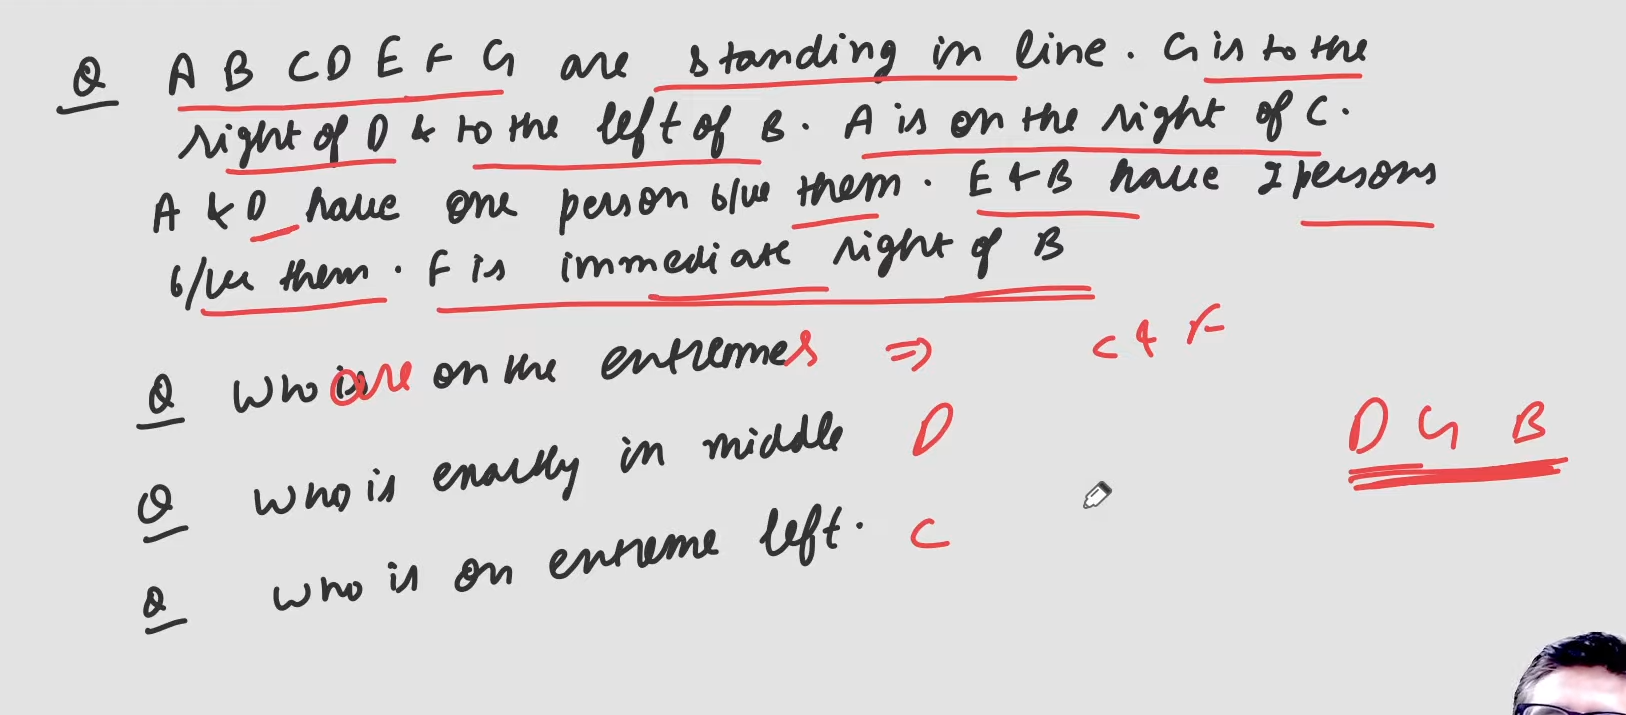 Q A B C D E F G are standing in line. G is to the
right of D & to the left of B. A is on the right of C.
A & D have one person b/w them. E & B have 2 persons
b/w them. F is immediate right of B
Q Who are on the extremes ⇒ C & F
Q who is exactly in middle D
D G B
Q who is on extreme left. C